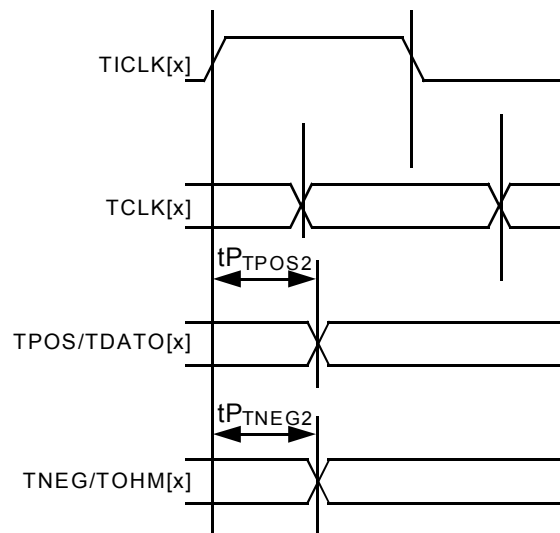 TICLK[x]
TCLK[x]
tPTPOS2
TPOS/TDATO[x]
tPTNEG2
TNEG/TOHM[x]